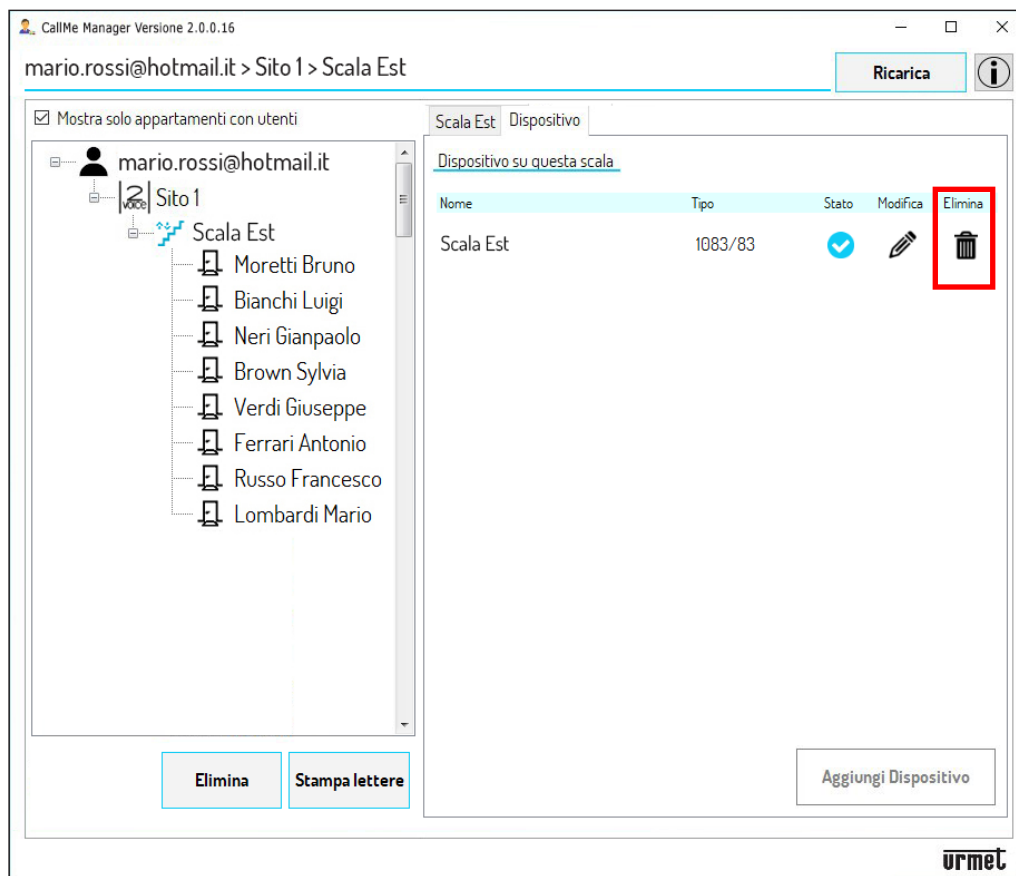 CallMe Manager Versione 2.0.0.16
mario.rossi@hotmail.it > Sito 1 > Scala Est
Ricarica
i
Mostra solo appartamenti con utenti
mario.rossi@hotmail.it
2 VOICE Sito 1
Scala Est
Moretti Bruno
Bianchi Luigi
Neri Gianpaolo
Brown Sylvia
Verdi Giuseppe
Ferrari Antonio
Russo Francesco
Lombardi Mario
Elimina
Stampa lettere
Scala Est Dispositivo
Dispositivo su questa scala
Nome Tipo Stato Modifica Elimina
Scala Est 1083/83
Aggiungi Dispositivo
urmet